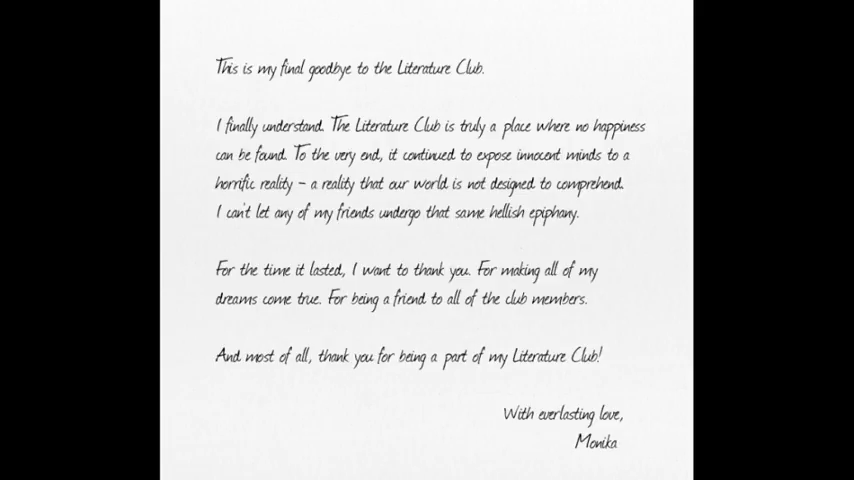 This is my final goodbye to the Literature Club.
I finally understand. The Literature Club is truly a place where no happiness
can be found. To the very end, it continued to expose innocent minds to a
horrific reality - a reality that our world is not designed to comprehend.
I can't let any of my friends undergo that same hellish epiphany.
For the time it lasted, I want to thank you. For making all of my
dreams come true. For being a friend to all of the club members.
And most of all, thank you for being a part of my Literature Club!
With everlasting love,
Monika